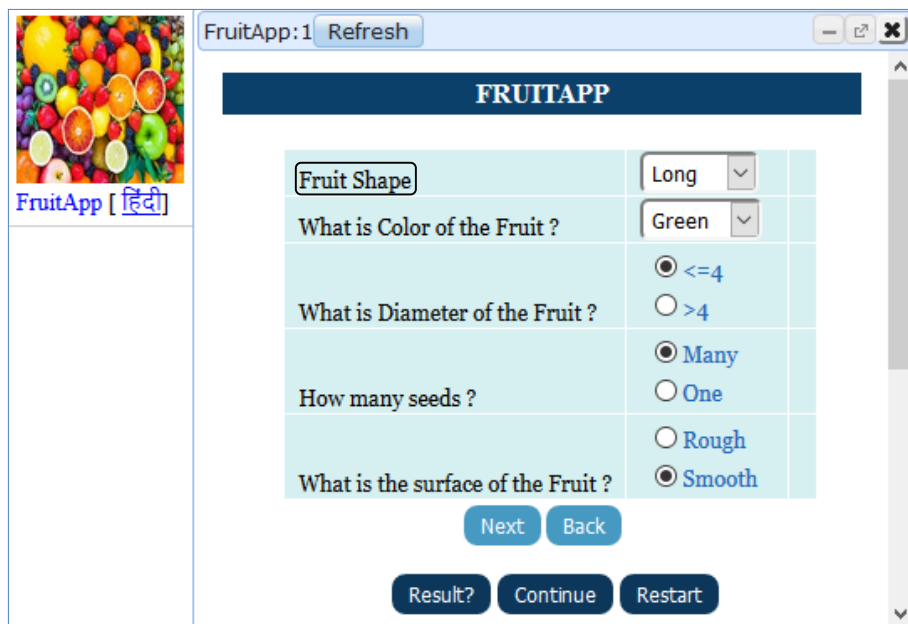 FruitApp:1 Refresh
FRUITAPP
FruitApp [ हिंदी]
Fruit Shape Long
What is Color of the Fruit ? Green
<=4
What is Diameter of the Fruit ? >4
Many
How many seeds ? One
Rough
What is the surface of the Fruit ? Smooth
Next Back
Result? Continue Restart